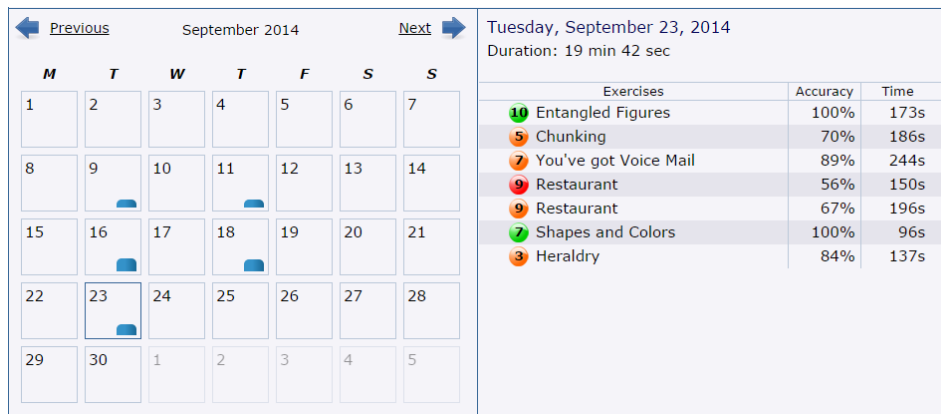 Previous September 2014 Next
M T W T F S S
1 2 3 4 5 6 7
8 9 10 11 12 13 14
15 16 17 18 19 20 21
22 23 24 25 26 27 28
29 30 1 2 3 4 5
Tuesday, September 23, 2014
Duration: 19 min 42 sec
Exercises Accuracy Time
10 Entangled Figures 100% 173s
5 Chunking 70% 186s
7 You've got Voice Mail 89% 244s
9 Restaurant 56% 150s
9 Restaurant 67% 196s
7 Shapes and Colors 100% 96s
3 Heraldry 84% 137s